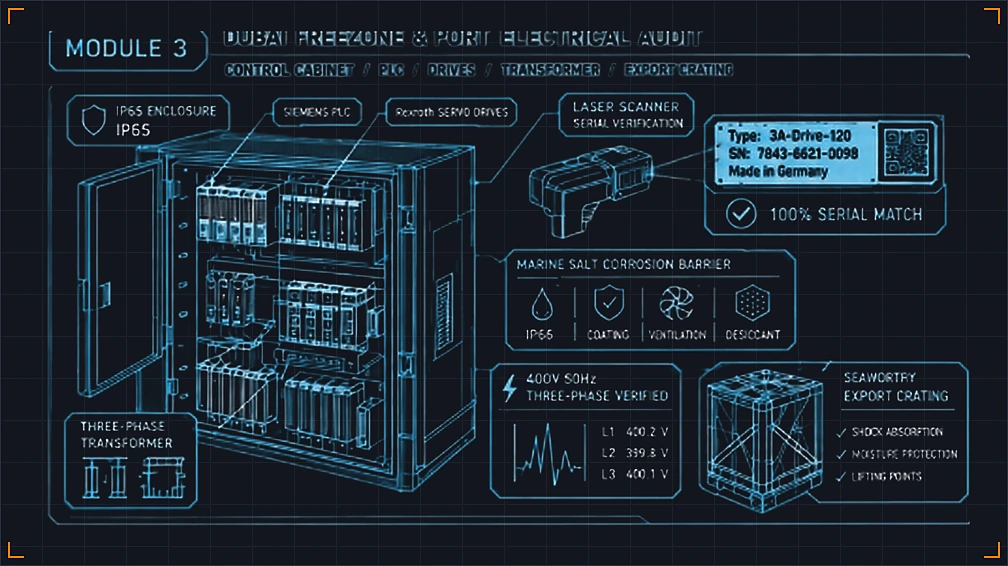 MODULE 3
DUBAI FREEZONE & PORT ELECTRICAL AUDIT
CONTROL CABINET / PLC / DRIVES / TRANSFORMER / EXPORT CRATING
IP65 ENCLOSURE
IP65
SIEMENS PLC
Rexroth SERVO DRIVES
LASER SCANNER
SERIAL VERIFICATION
Type: 3A-Drive-120
SN: 7843-6621-0098
Made in Germany
100% SERIAL MATCH
MARINE SALT CORROSION BARRIER
IP66
COATING
VENTILATION
DESICCANT
400V 50Hz
THREE-PHASE VERIFIED
L1 400.2 V
L2 399.8 V
L3 400.1 V
SEAWORTRY
EXPORT CRATING
SHOCK ABSORPTION
MOISTURE PROTECTION
LIFTING POINTS
THREE-PHASE
TRANSFORMER